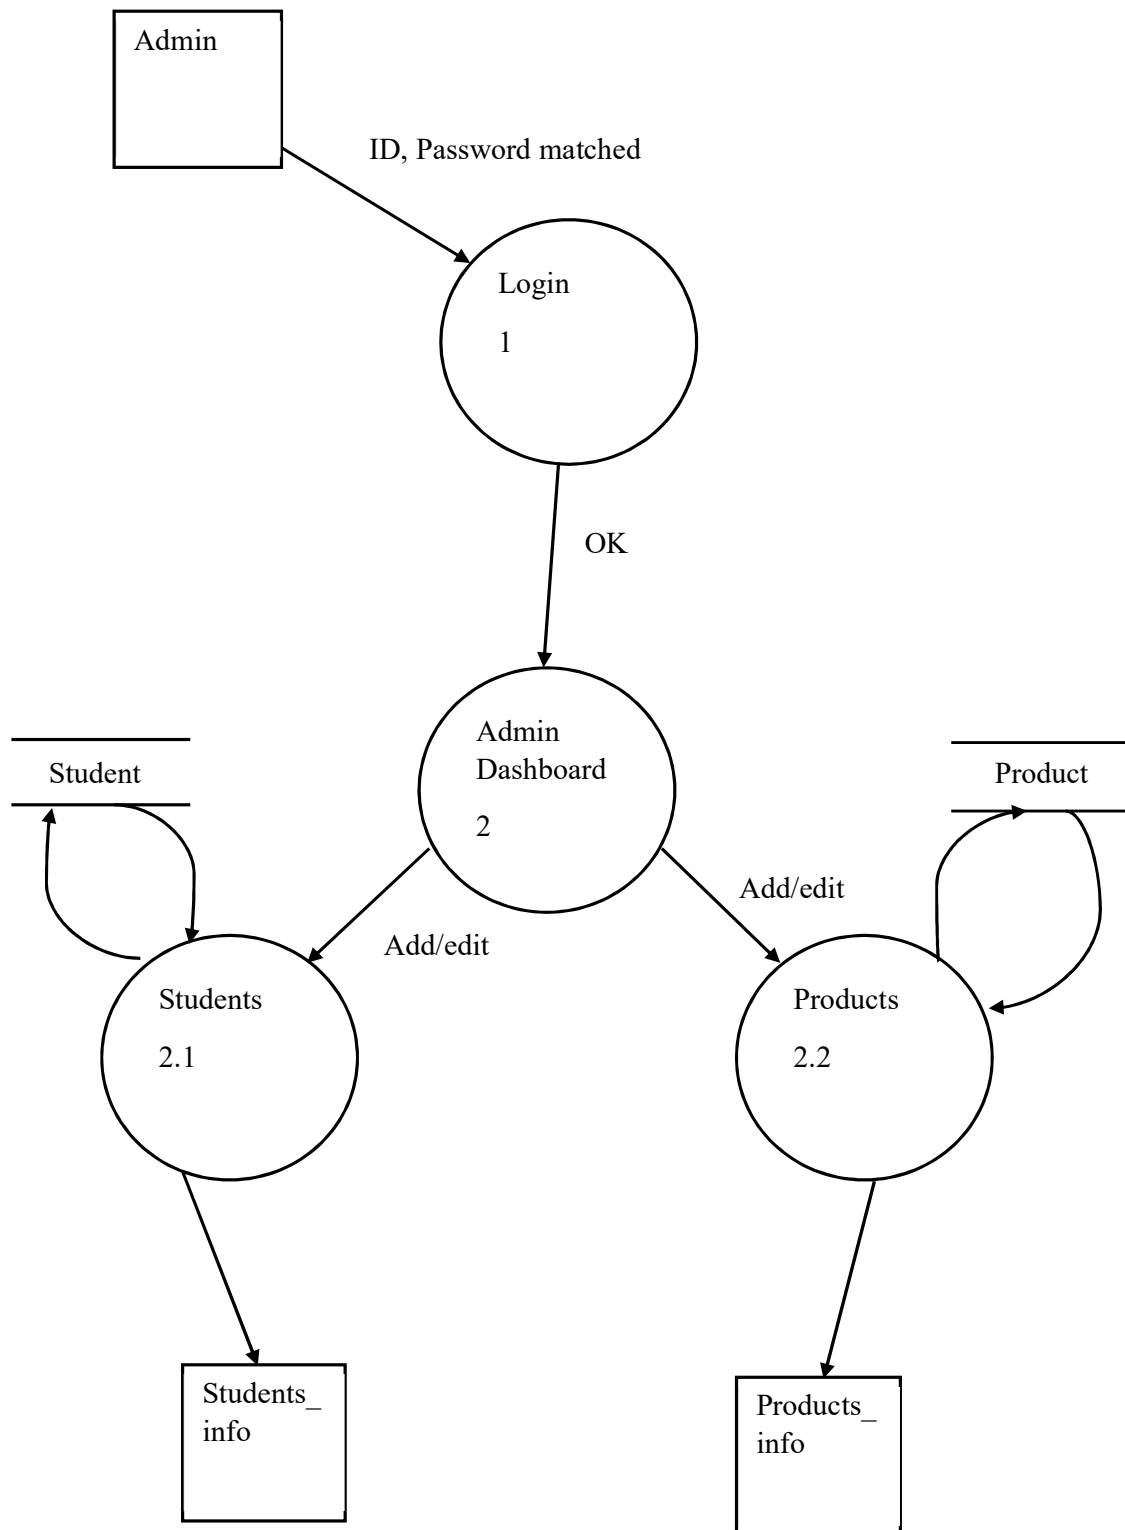 Admin
ID, Password matched
Login
1
OK
Admin
Dashboard
2
Student
Product
Add/edit
Add/edit
Students
2.1
Products
2.2
Students_
info
Products_
info